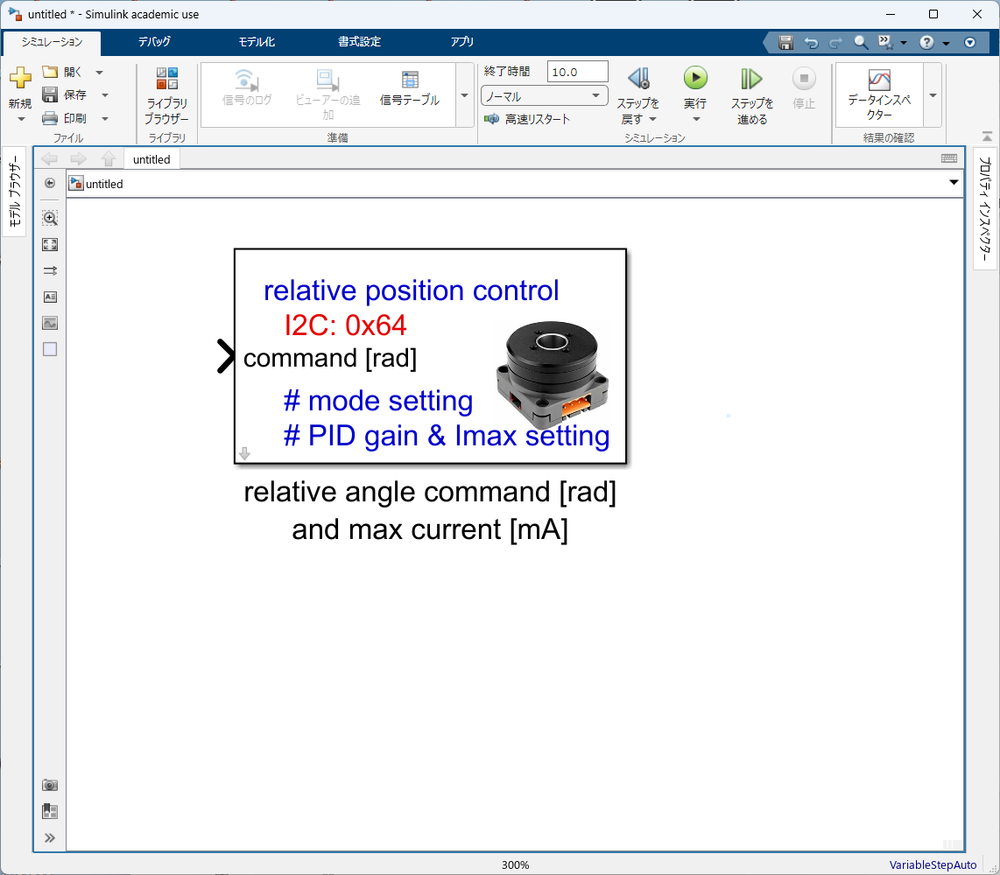 untitled * - Simulink academic use
シミュレーション
デバッグ
モデル化
書式設定
アプリ
新規
開く
保存
印刷
ファイル
ライブラリ
ブラウザー
ライブラリ
信号のログ
ビューアーの追
加
信号テーブル
準備
終了時間
10.0
ノーマル
高速リスタート
ステップを
戻す
実行
ステップを
進める
停止
シミュレーション
データインスペ
クター
結果の確認
モデル ブラウザー
untitled
untitled
プロパティ インスペクター
relative position control
I2C: 0x64
command [rad]
# mode setting
# PID gain & Imax setting
relative angle command [rad]
and max current [mA]
300%
VariableStepAuto